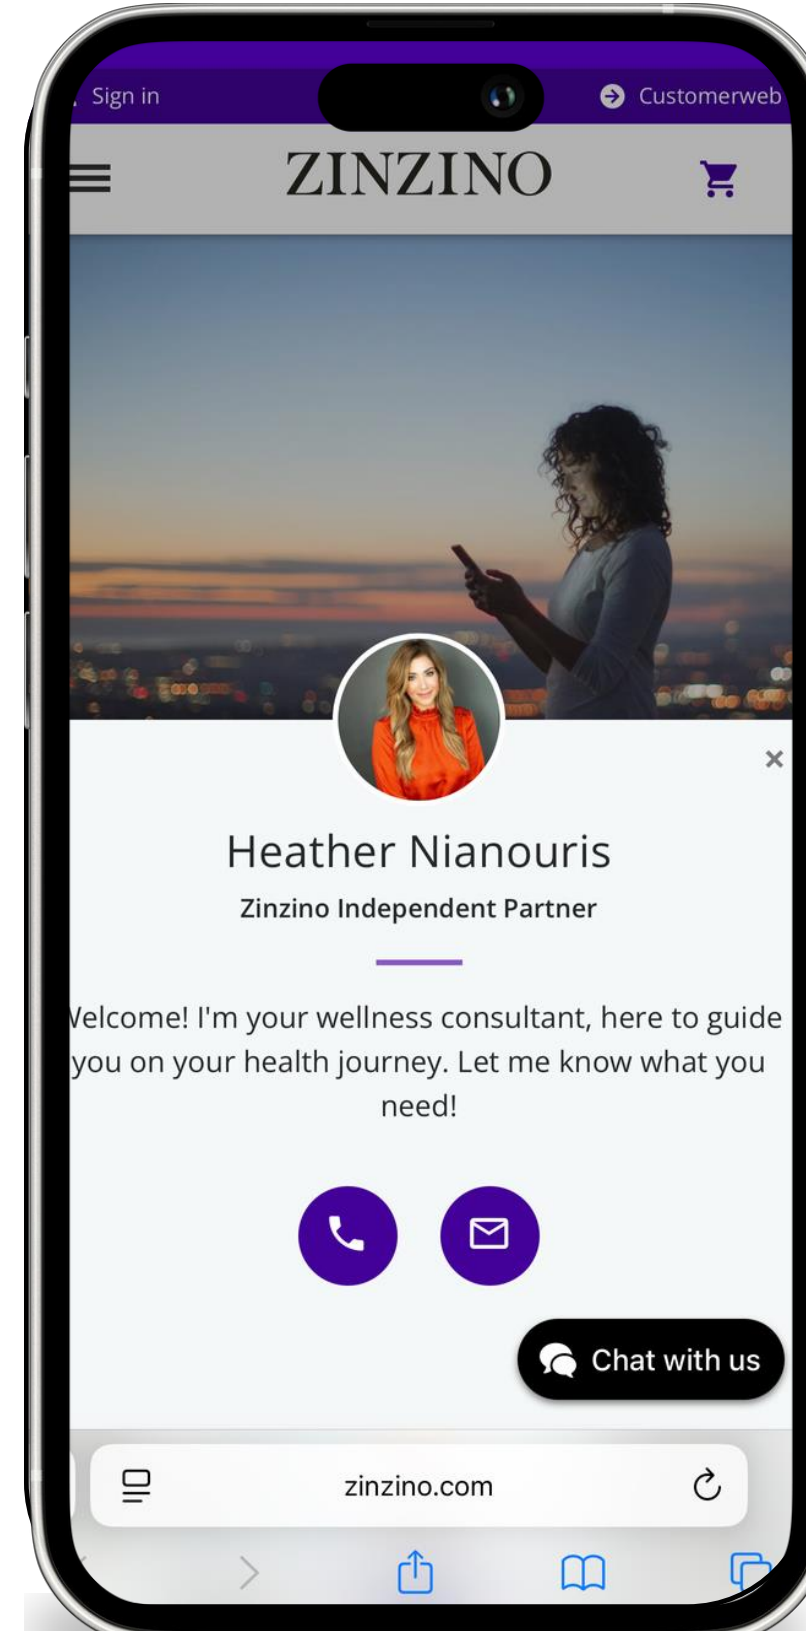 Sign in
Customerweb
ZINZINO
×
Heather Nianouris
Zinzino Independent Partner
Welcome! I'm your wellness consultant, here to guide
you on your health journey. Let me know what you
need!
Chat with us
zinzino.com